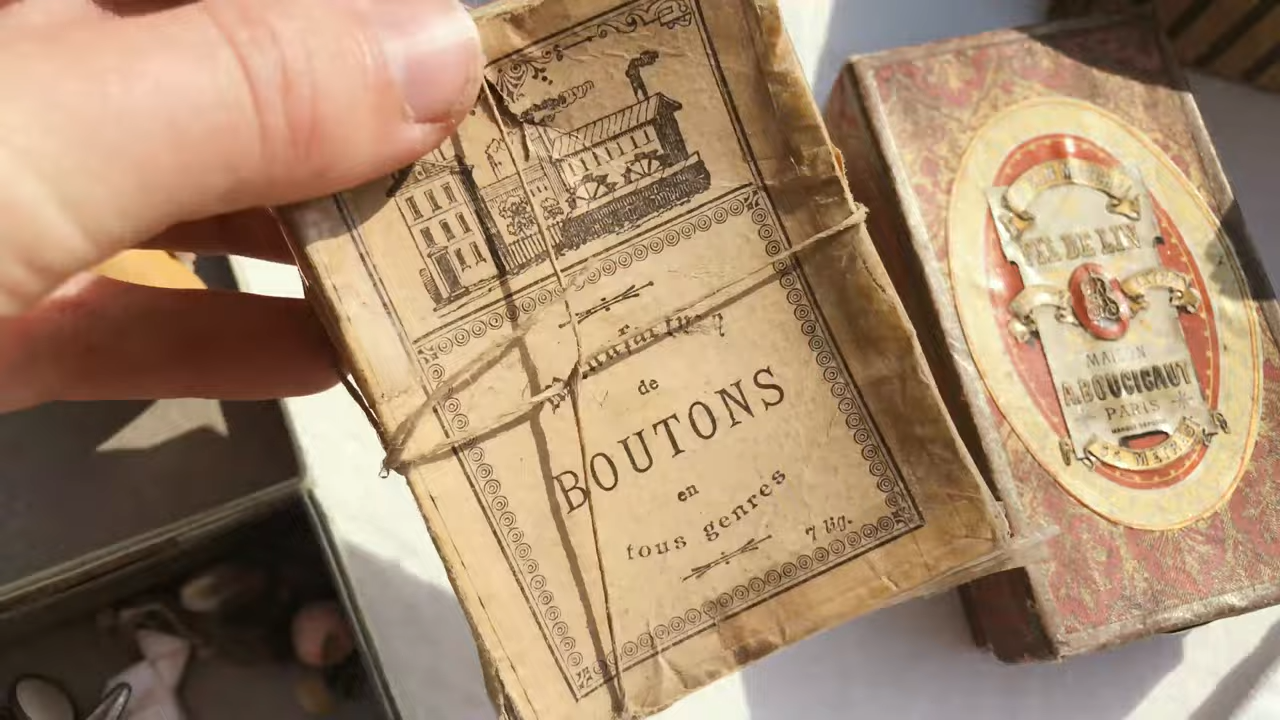 de
BOUTONS
en
tous genres
7 lig.
FIL DE LIN
MAISON
A. BOUCICAUT
PARIS